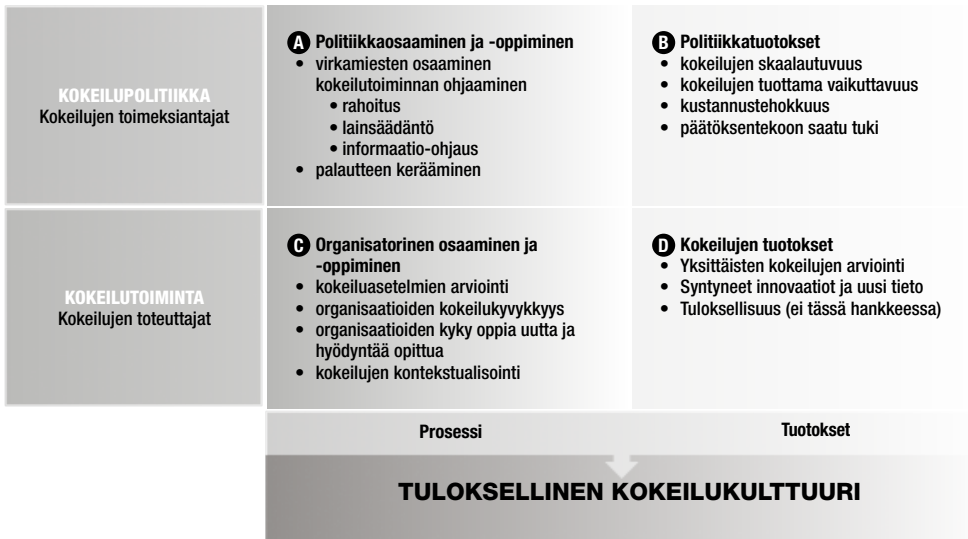 KOKEILUPOLITIIKKA
Kokeilujen toimeksiantajat
A Politiikkaosaaminen ja -oppiminen
• virkamiesten osaaminen
kokeilutoiminnan ohjaaminen
• rahoitus
• lainsäädäntö
• informaatio-ohjaus
• palautteen kerääminen
B Politiikkatuotokset
• kokeilujen skaalautuvuus
• kokeilujen tuottama vaikuttavuus
• kustannustehokkuus
• päätöksentekoon saatu tuki
KOKEILUTOIMINTA
Kokeilujen toteuttajat
C Organisatorinen osaaminen ja
-oppiminen
• kokeiluasetelmien arviointi
• organisaatioiden kokeilukyvykkyys
• organisaatioiden kyky oppia uutta ja
hyödyntää opittua
• kokeilujen kontekstualisointi
D Kokeilujen tuotokset
• Yksittäisten kokeilujen arviointi
• Syntyneet innovaatiot ja uusi tieto
• Tuloksellisuus (ei tässä hankkeessa)
Prosessi
Tuotokset
TULOKSELLINEN KOKEILUKULTTUURI